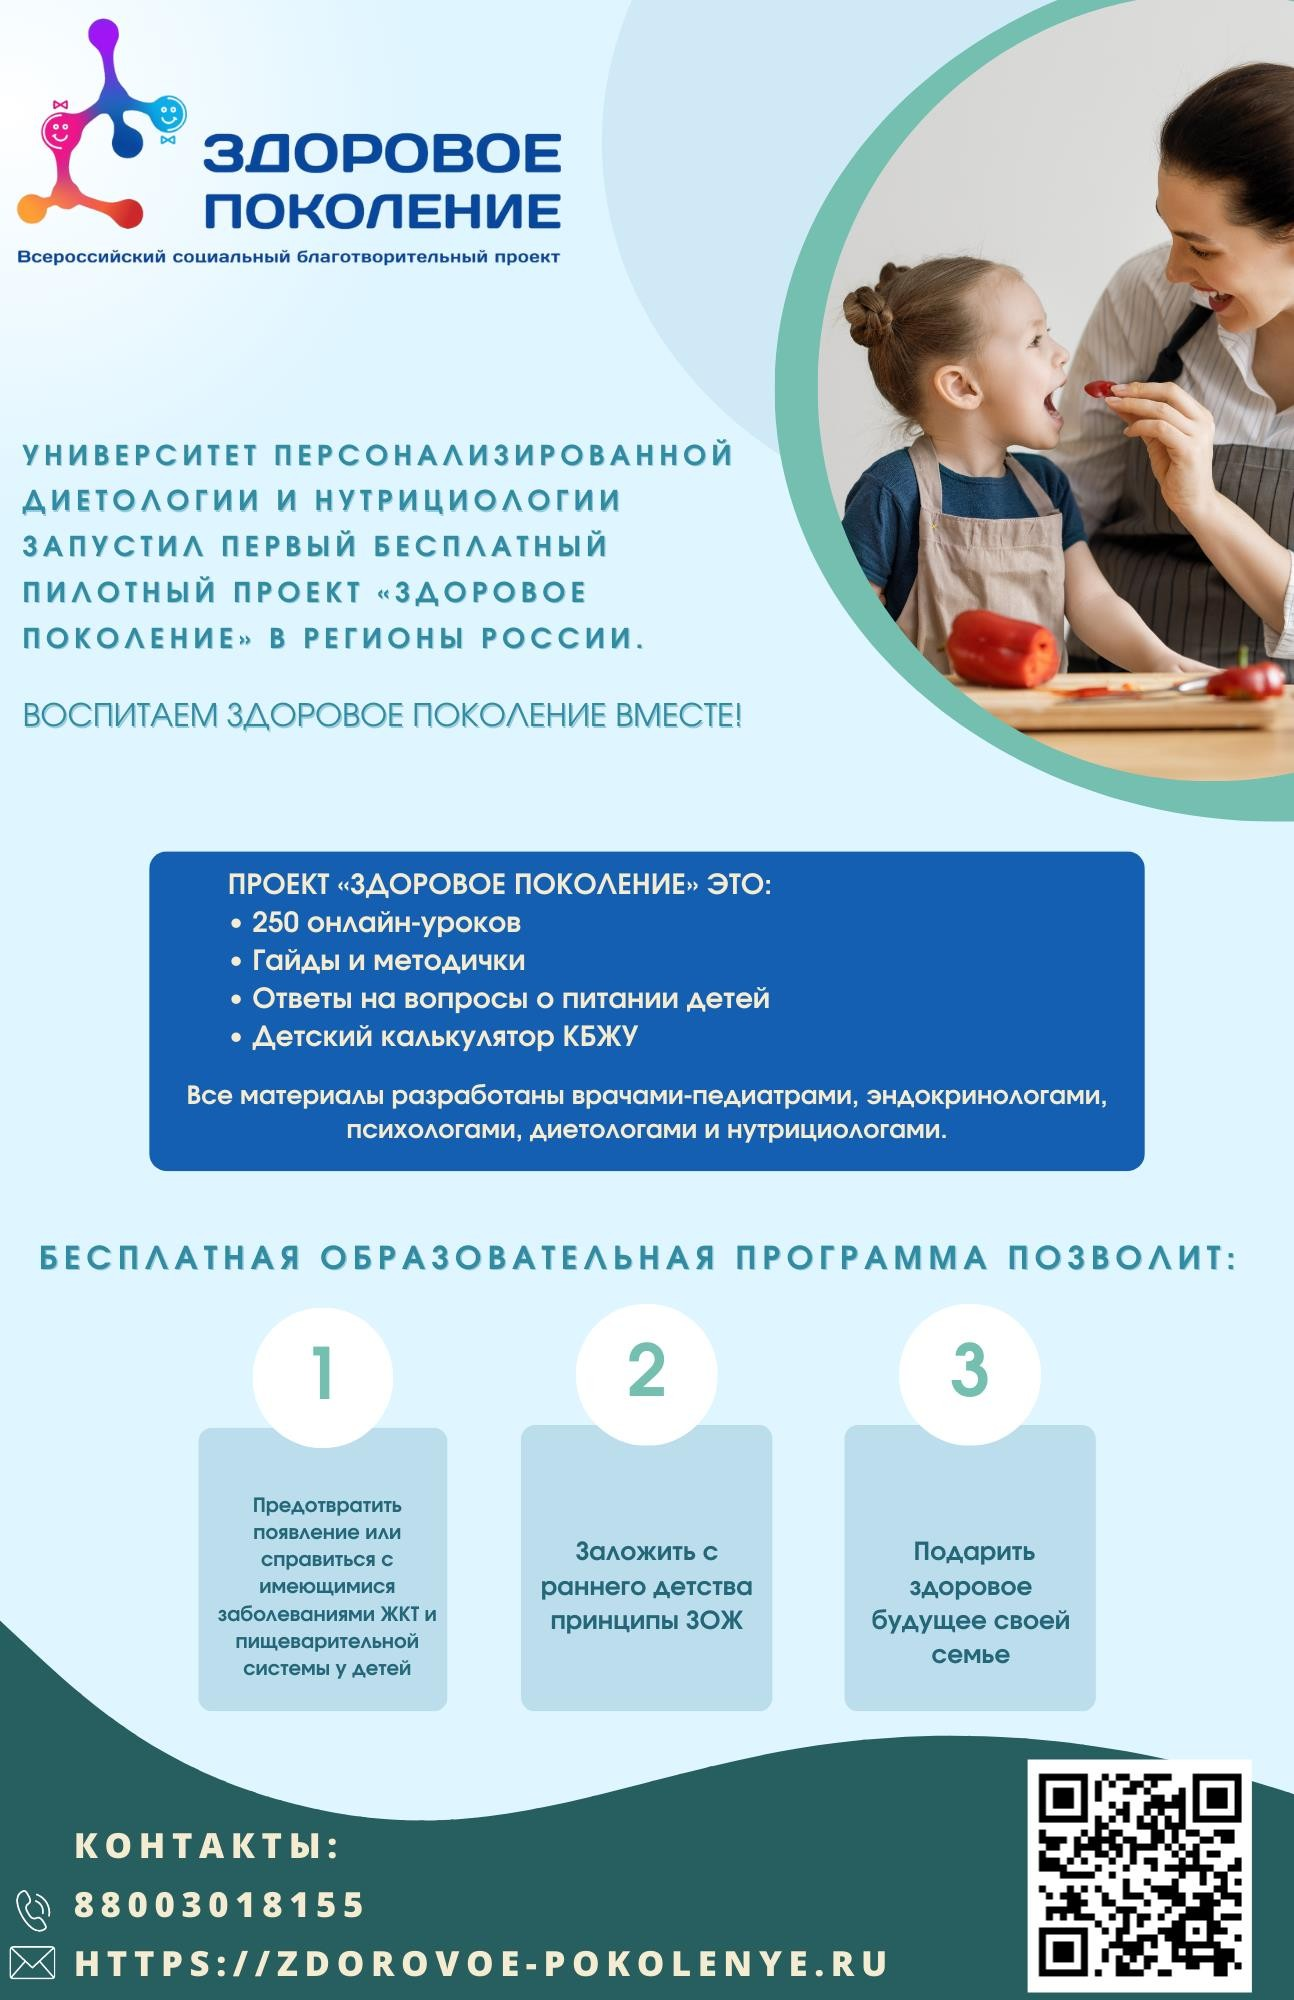 ЗДОРОВОЕ
ПОКОЛЕНИЕ
Всероссийский социальный благотворительный проект
УНИВЕРСИТЕТ ПЕРСОНАЛИЗИРОВАННОЙ
ДИЕТОЛОГИИ И НУТРИЦИОЛОГИИ
ЗАПУСТИЛ ПЕРВЫЙ БЕСПЛАТНЫЙ
ПИЛОТНЫЙ ПРОЕКТ «ЗДОРОВОЕ
ПОКОЛЕНИЕ» В РЕГИОНЫ РОССИИ.
ВОСПИТАЕМ ЗДОРОВОЕ ПОКОЛЕНИЕ ВМЕСТЕ!
ПРОЕКТ «ЗДОРОВОЕ ПОКОЛЕНИЕ» ЭТО:
• 250 онлайн-уроков
• Гайды и методички
• Ответы на вопросы о питании детей
• Детский калькулятор КБЖУ
Все материалы разработаны врачами-педиатрами, эндокринологами,
психологами, диетологами и нутрициологами.
БЕСПЛАТНАЯ ОБРАЗОВАТЕЛЬНАЯ ПРОГРАММА ПОЗВОЛИТ:
1
Предотвратить
появление или
справиться с
имеющимися
заболеваниями ЖКТ и
пищеварительной
системы у детей
2
Заложить с
раннего детства
принципы ЗОЖ
3
Подарить
здоровое
будущее своей
семье
КОНТАКТЫ:
88003018155
HTTPS://ZDOROVOE-POKOLENYE.RU